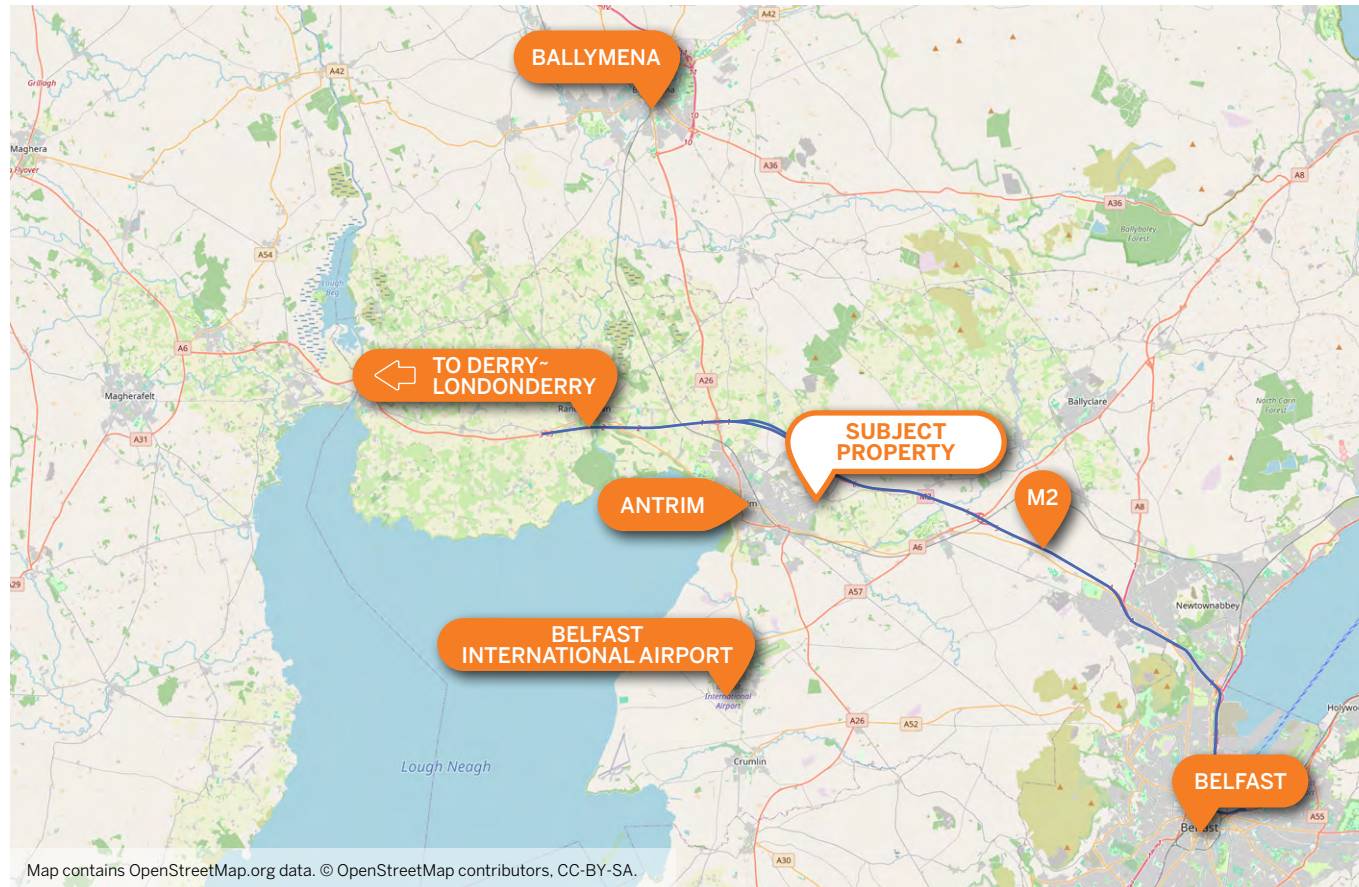 A42
A42
BALLYMENA
Grillagh
10
Maghera
A36
A8
A36
Ballyboley
Forest
A54
Lough
Beg
TO DERRY~
LONDONDERRY
A6
A26
Magherafelt
Ballyclare
North Carn
Forest
A31
SUBJECT
PROPERTY
M2
ANTRIM
M2
A8
A6
A29
A57
Newtownabbey
BELFAST
INTERNATIONAL AIRPORT
International
Airport
A26
A52
Crumlin
Lough Neagh
BELFAST
A55
Belfast
A30
Map contains OpenStreetMap.org data. © OpenStreetMap contributors, CC-BY-SA.